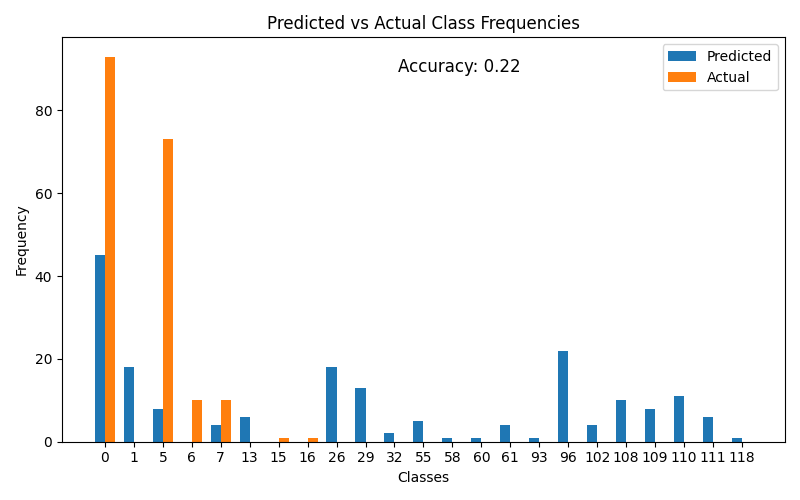 Predicted vs Actual Class Frequencies
Accuracy: 0.22
Predicted
Actual
Frequency
80
60
40
20
0
0 1 5 6 7 13 15 16 26 29 32 55 58 60 61 93 96 102 108 109 110 111 118
Classes